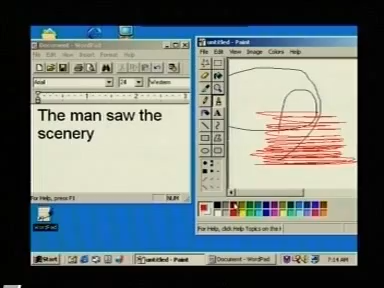 Document - WordPad
File Edit View Insert Format Help
Arial
24
Western
The man saw the
scenery
For Help, press F1
NUM
WordPad
untitled - Paint
File Edit View Image Colors Help
For Help, click Help Topics on the H
Start
untitled - Paint
Document - WordPad
7:14 AM